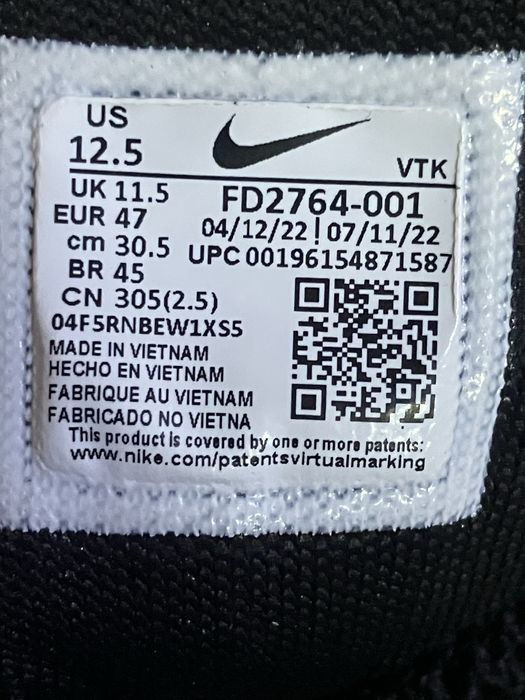 US
12.5
VTK
UK 11.5
FD2764-001
EUR 47
04/12/22 | 07/11/22
cm 30.5
UPC 00196154871587
BR 45
CN 305(2.5)
04F5RNBEW1XS5
MADE IN VIETNAM
HECHO EN VIETNAM
FABRIQUE AU VIETNAM
FABRICADO NO VIETNA
This product is covered by one or more patents:
www.nike.com/patentsvirtualmarking